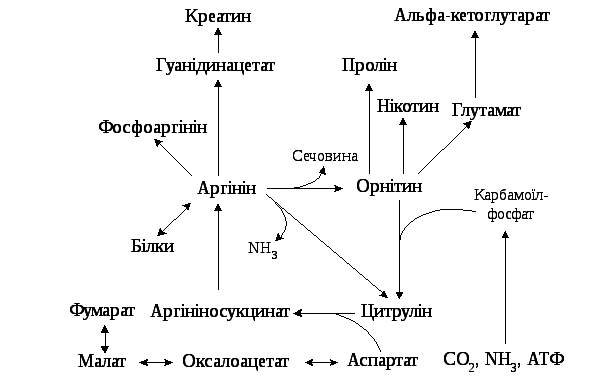 Креатин
Альфа-кетоглутарат
Гуанідинацетат
Пролін
Нікотин
Глутамат
Фосфоаргінін
Сечовина
Аргінін
Орнітин
Карбамоїл-
фосфат
Білки
NH3
Фумарат
Аргініносукцинат
Цитрулін
Малат
Оксалоацетат
Аспартат
CO2, NH3, АТФ